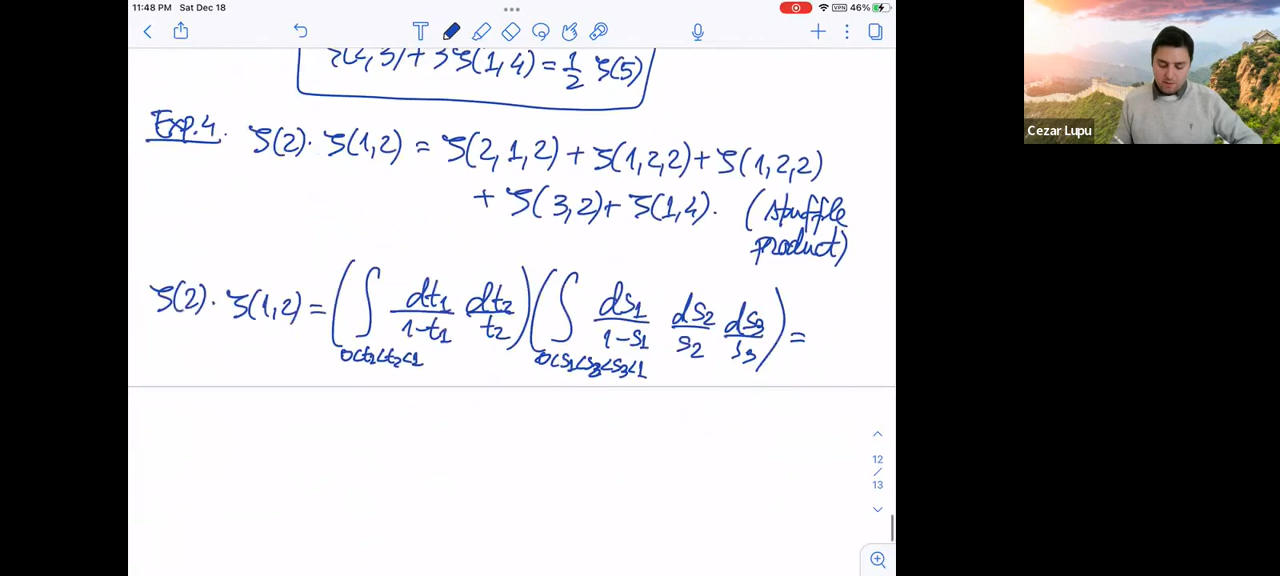 11:48 PM Sat Dec 18
VPN 46%
Cezar Lupu
+ 3ζ(1,4) = 1/2 ζ(5)
Exp.4. ζ(2)· ζ(1,2) = ζ(2,1,2) + ζ(1,2,2) + ζ(1,2,2)
+ ζ(3,2) + ζ(1,4). (stuffle
product)
ζ(2)· ζ(1,2) = (∫_{0<t₁<t₂<1} dt₁/(1-t₁) dt₂/t₂)(∫_{0<s₁<s₂<s₃<1} ds₁/(1-s₁) ds₂/s₂ ds₃/s₃) =
12
/
13